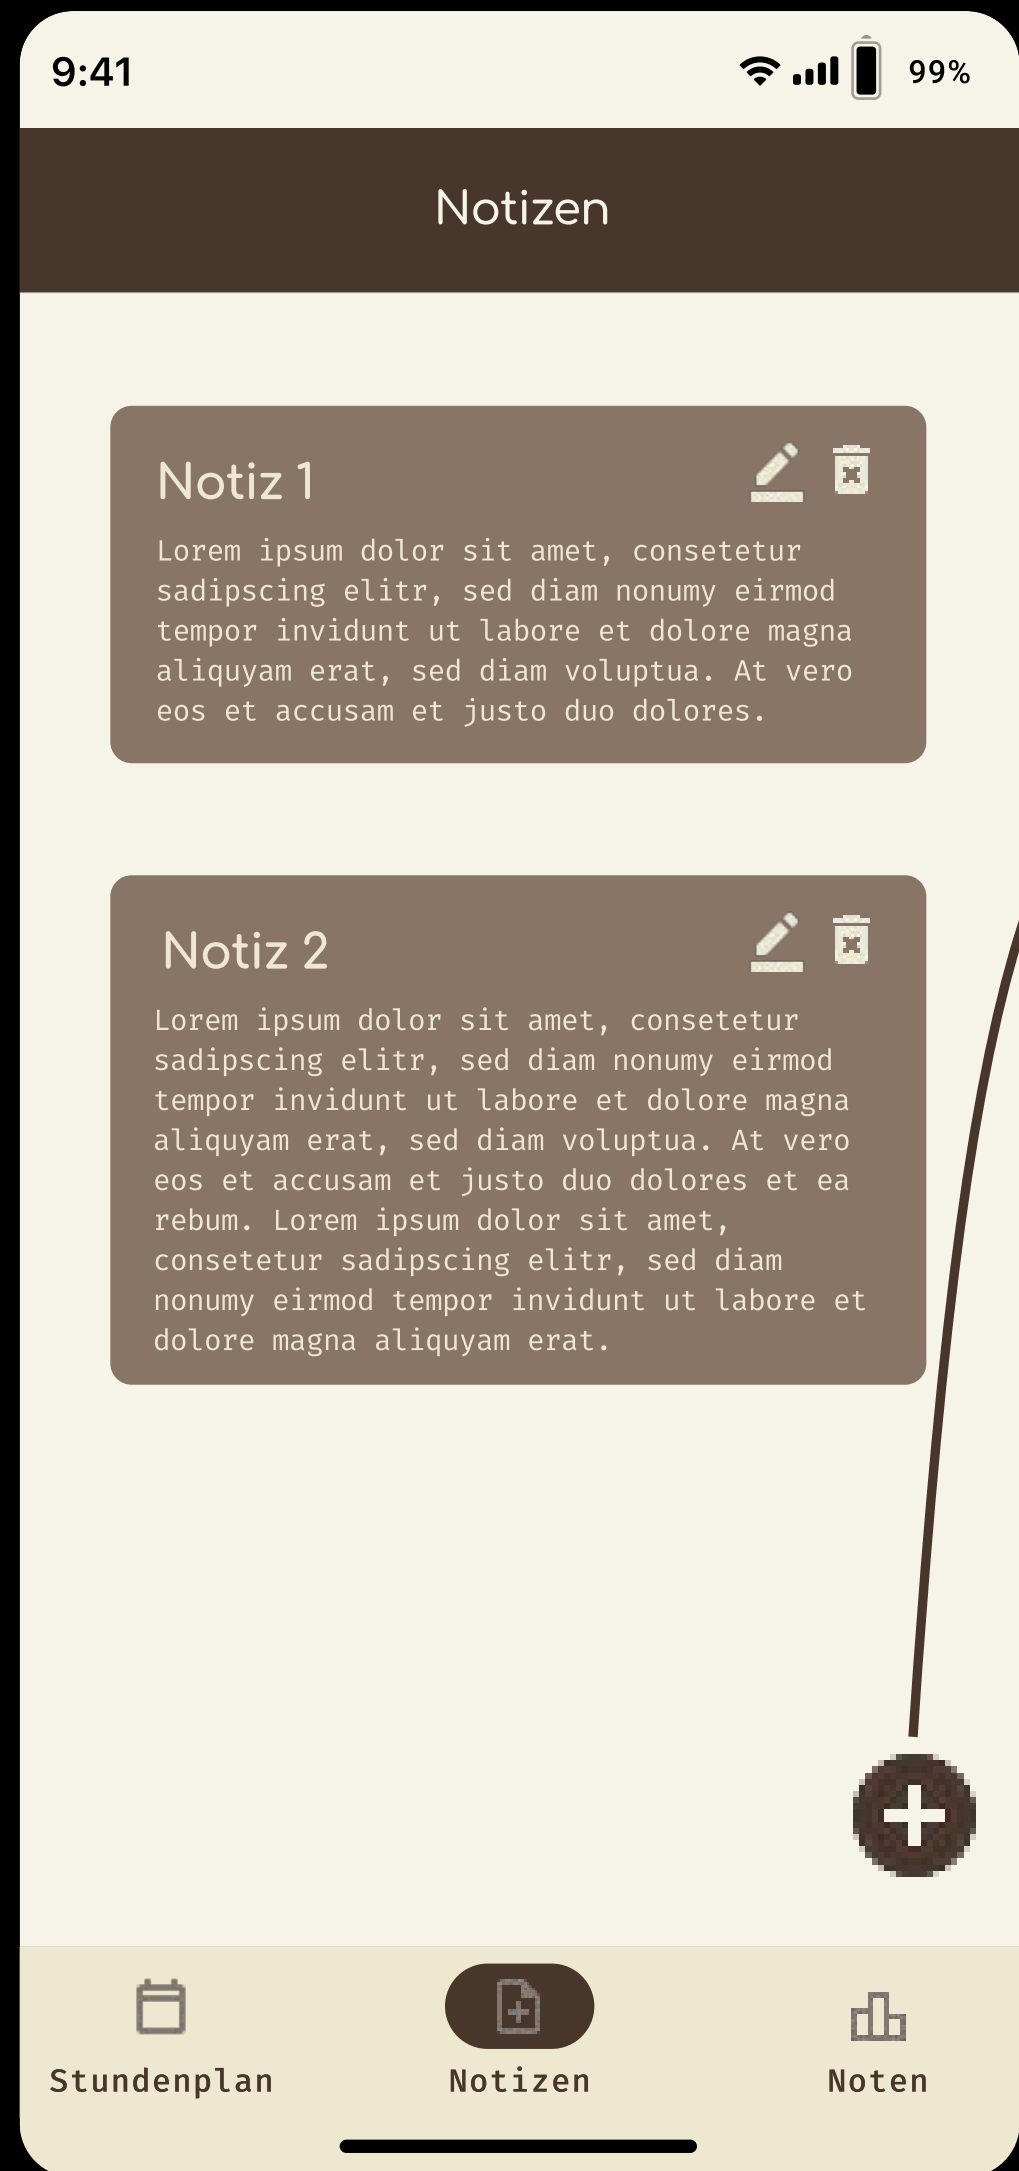 9:41
99%
Notizen
Notiz 1
Lorem ipsum dolor sit amet, consetetur
sadipscing elitr, sed diam nonumy eirmod
tempor invidunt ut labore et dolore magna
aliquyam erat, sed diam voluptua. At vero
eos et accusam et justo duo dolores.
Notiz 2
Lorem ipsum dolor sit amet, consetetur
sadipscing elitr, sed diam nonumy eirmod
tempor invidunt ut labore et dolore magna
aliquyam erat, sed diam voluptua. At vero
eos et accusam et justo duo dolores et ea
rebum. Lorem ipsum dolor sit amet,
consetetur sadipscing elitr, sed diam
nonumy eirmod tempor invidunt ut labore et
dolore magna aliquyam erat.
Stundenplan
Notizen
Noten